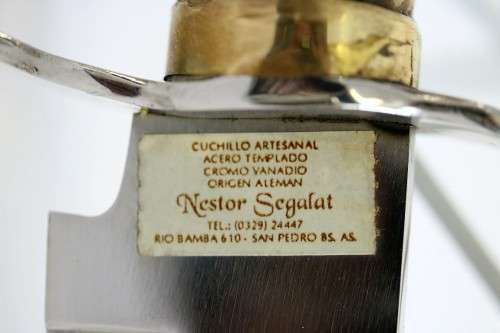 CUCHILLO ARTESANAL
ACERO TEMPLADO
CROMO VANADIO
ORIGEN ALEMAN
Nestor Segalat
TEL.: (0329) 24447
RIO BAMBA 610 - SAN PEDRO BS. AS.